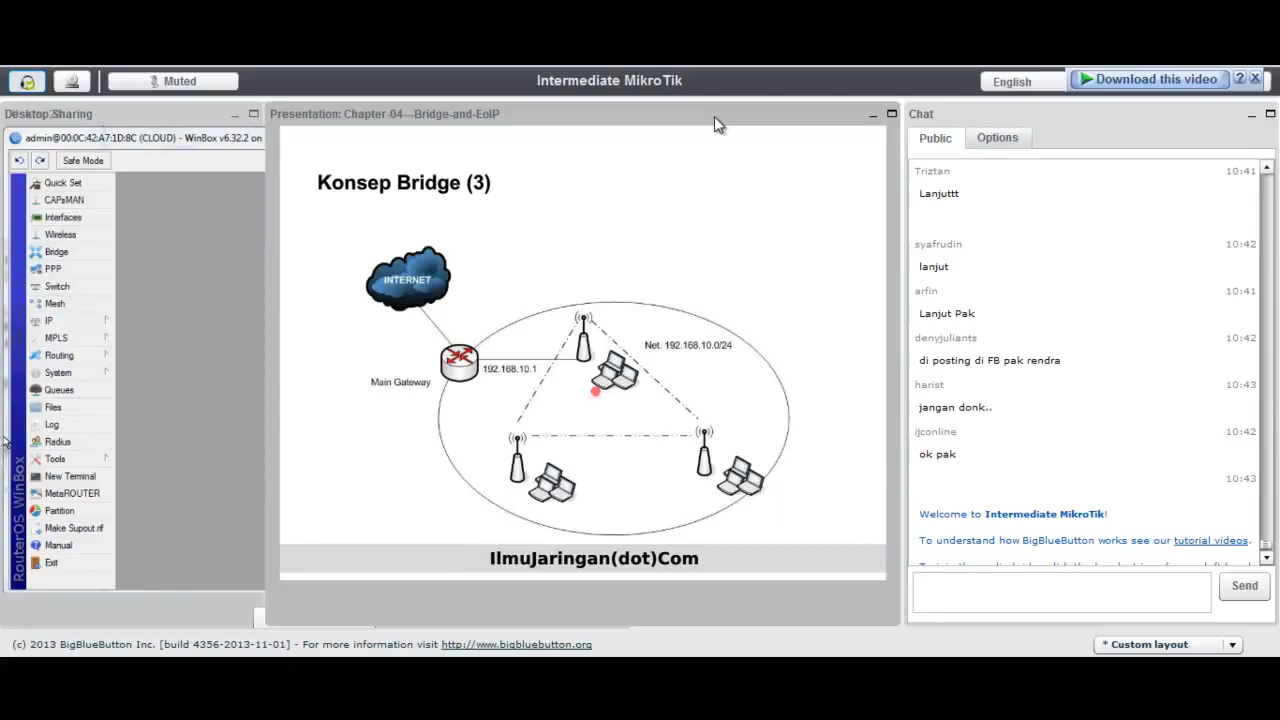 Muted
Intermediate MikroTik
English
Download this video
?
Desktop Sharing
admin@00:0C:42:A7:1D:8C (CLOUD) - WinBox v6.32.2 on
Safe Mode
Quick Set
CAPsMAN
Interfaces
Wireless
Bridge
PPP
Switch
Mesh
IP
MPLS
Routing
System
Queues
Files
Log
Radius
Tools
New Terminal
MetaROUTER
Partition
Make Supout.rif
Manual
Exit
RouterOS WinBox
Presentation: Chapter-04---Bridge-and-EoIP
Konsep Bridge (3)
INTERNET
Net. 192.168.10.0/24
192.168.10.1
Main Gateway
IlmuJaringan(dot)Com
Chat
Public
Options
Triztan 10:41
Lanjuttt
syafrudin 10:42
lanjut
arfin 10:41
Lanjut Pak
denyjuliants 10:42
di posting di FB pak rendra
harist 10:43
jangan donk..
ijconline 10:42
ok pak
10:43
Welcome to Intermediate MikroTik!
To understand how BigBlueButton works see our tutorial videos.
Send
(c) 2013 BigBlueButton Inc. [build 4356-2013-11-01] - For more information visit http://www.bigbluebutton.org
* Custom layout